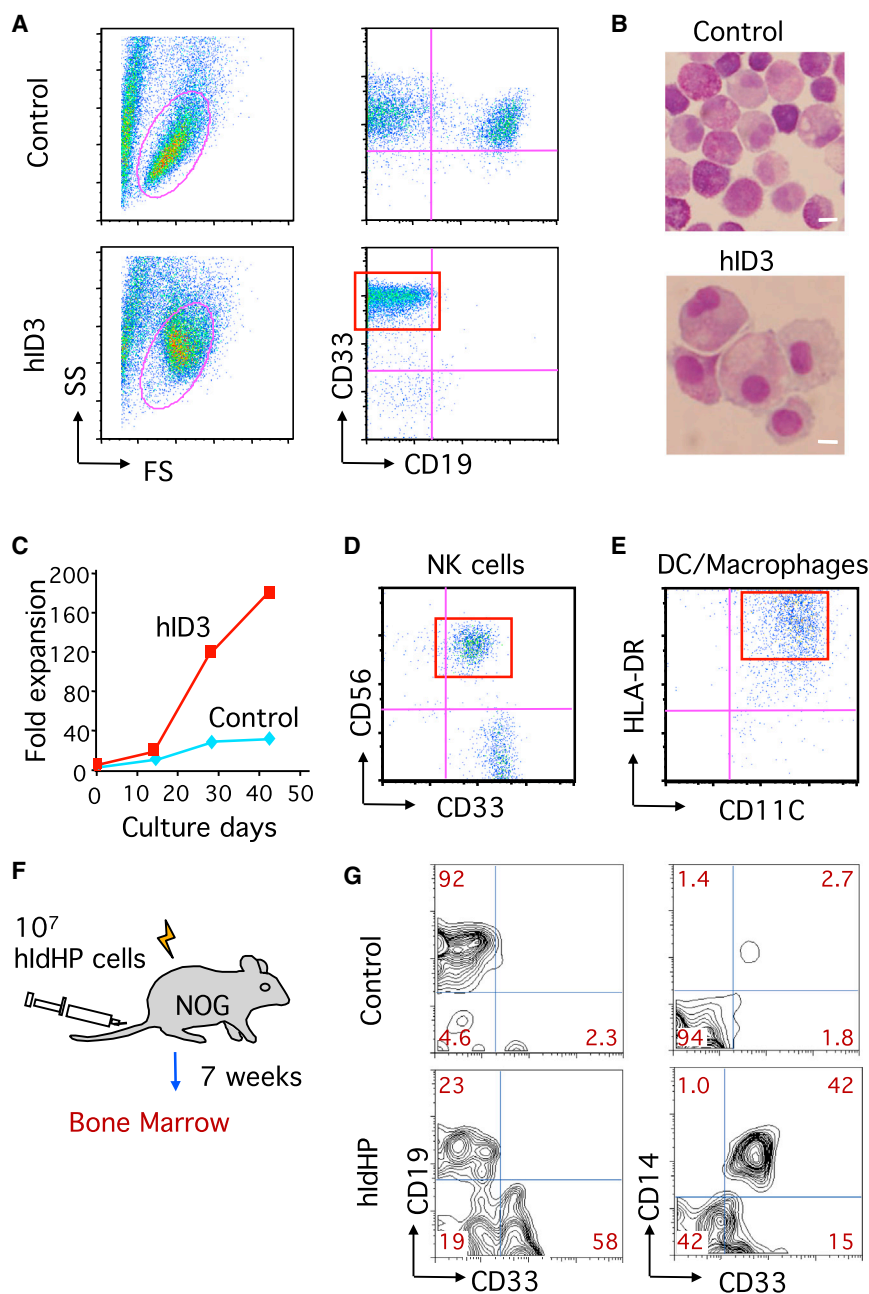 A
Control
hID3
SS
FS
CD33
CD19
B
Control
hID3
C
Fold expansion
200
160
120
80
40
0
hID3
Control
0 10 20 30 40 50
Culture days
D
NK cells
CD56
CD33
E
DC/Macrophages
HLA-DR
CD11C
F
10⁷
hIdHP cells
NOG
7 weeks
Bone Marrow
G
Control
92
4.6 2.3
1.4 2.7
94 1.8
hIdHP
23
19 58
CD19
CD33
1.0 42
42 15
CD14
CD33